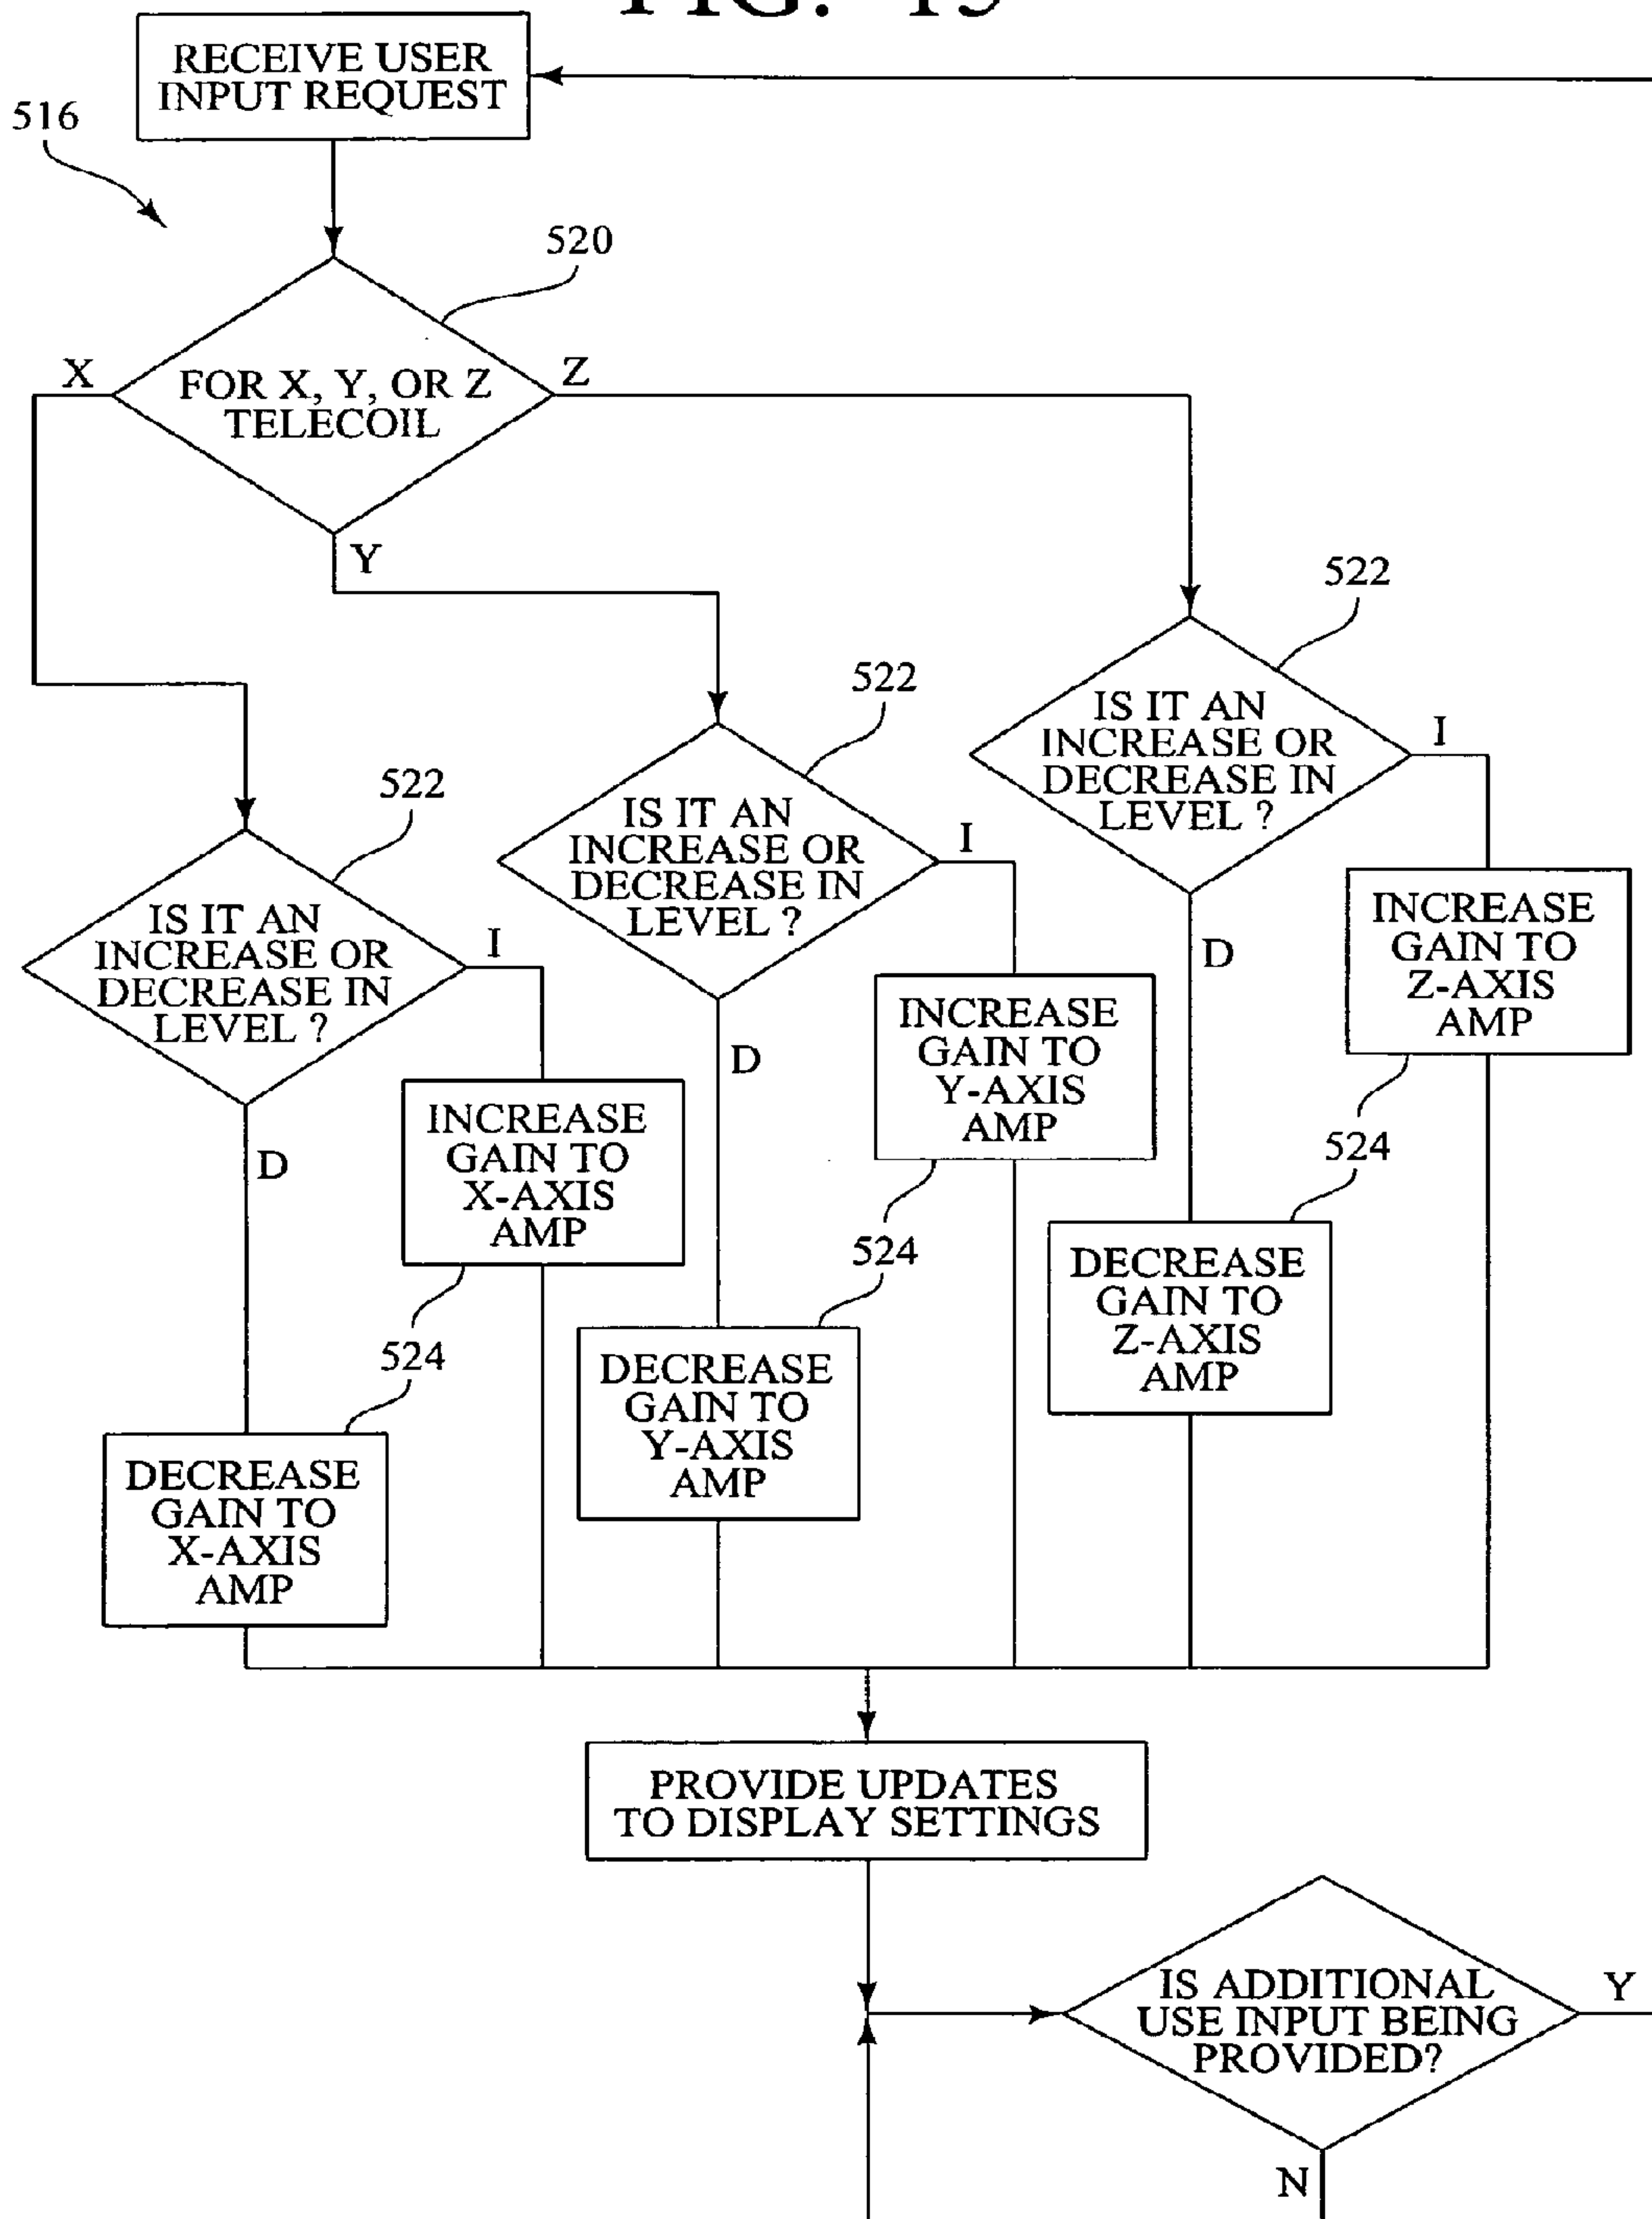 FIG. 15
RECEIVE USER
INPUT REQUEST
516
520
X
FOR X, Y, OR Z
TELECOIL
Z
Y
522
IS IT AN
INCREASE OR
DECREASE IN
LEVEL ?
I
D
INCREASE
GAIN TO
X-AXIS
AMP
524
DECREASE
GAIN TO
X-AXIS
AMP
522
IS IT AN
INCREASE OR
DECREASE IN
LEVEL ?
I
D
INCREASE
GAIN TO
Y-AXIS
AMP
524
DECREASE
GAIN TO
Y-AXIS
AMP
522
IS IT AN
INCREASE OR
DECREASE IN
LEVEL ?
I
D
INCREASE
GAIN TO
Z-AXIS
AMP
524
DECREASE
GAIN TO
Z-AXIS
AMP
PROVIDE UPDATES
TO DISPLAY SETTINGS
IS ADDITIONAL
USE INPUT BEING
PROVIDED?
Y
N